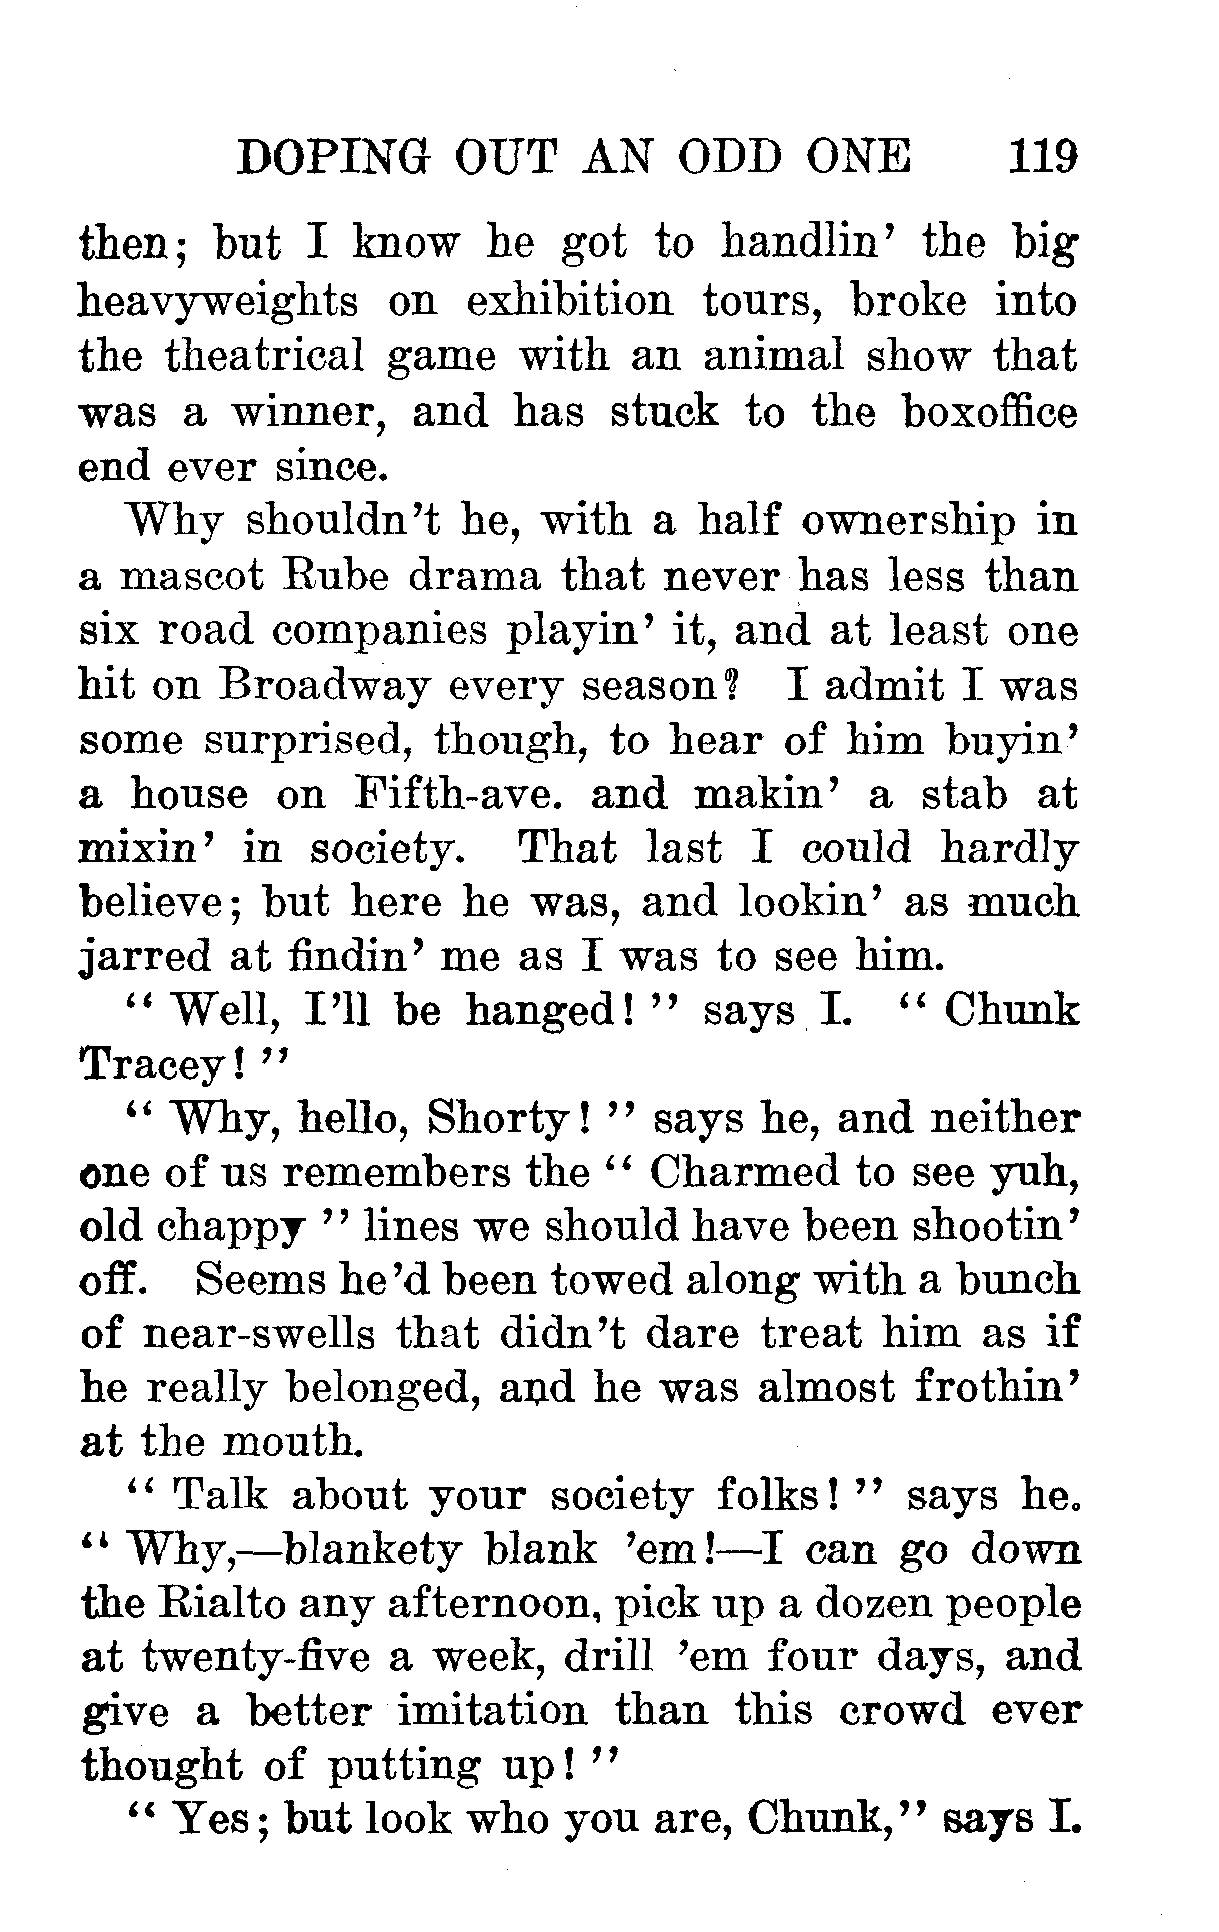 DOPING OUT AN ODD ONE 119
then; but I know he got to handlin' the big
heavyweights on exhibition tours, broke into
the theatrical game with an animal show that
was a winner, and has stuck to the boxoffice
end ever since.
Why shouldn't he, with a half ownership in
a mascot Rube drama that never has less than
six road companies playin' it, and at least one
hit on Broadway every season? I admit I was
some surprised, though, to hear of him buyin'
a house on Fifth-ave. and makin' a stab at
mixin' in society. That last I could hardly
believe; but here he was, and lookin' as much
jarred at findin' me as I was to see him.
“ Well, I'll be hanged! ” says I. “ Chunk
Tracey! ”
“ Why, hello, Shorty! ” says he, and neither
one of us remembers the “ Charmed to see yuh,
old chappy ” lines we should have been shootin'
off. Seems he'd been towed along with a bunch
of near-swells that didn't dare treat him as if
he really belonged, and he was almost frothin'
at the mouth.
“ Talk about your society folks! ” says he.
“ Why,—blankety blank 'em!—I can go down
the Rialto any afternoon, pick up a dozen people
at twenty-five a week, drill 'em four days, and
give a better imitation than this crowd ever
thought of putting up! ”
“ Yes; but look who you are, Chunk,” says I.